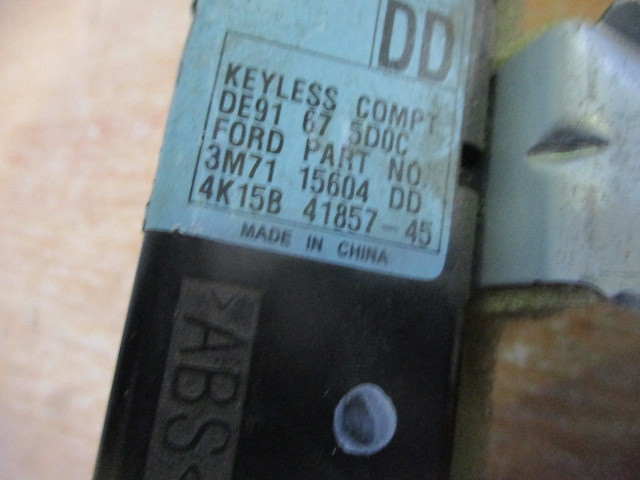 DD
KEYLESS COMPT
DE91 67 5D0C
FORD PART NO.
3M71 15604 DD
4K15B 41857-45
MADE IN CHINA
>ABS<